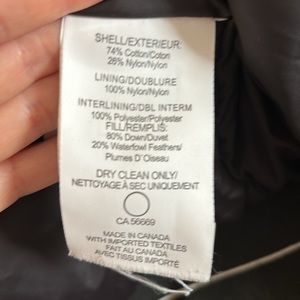 SHELL/EXTERIEUR:
74% Cotton/Coton
26% Nylon/Nylon
LINING/DOUBLURE
100% Nylon/Nylon
INTERLINING/DBL INTERM
100% Polyester/Polyester
FILL/REMPLIS:
80% Down/Duvet
20% Waterfowl Feathers/
Plumes D'Oiseau
DRY CLEAN ONLY/
NETTOYAGE À SEC UNIQUEMENT
CA 56669
MADE IN CANADA
WITH IMPORTED TEXTILES
FAIT AU CANADA
AVEC TISSUS IMPORTÉ